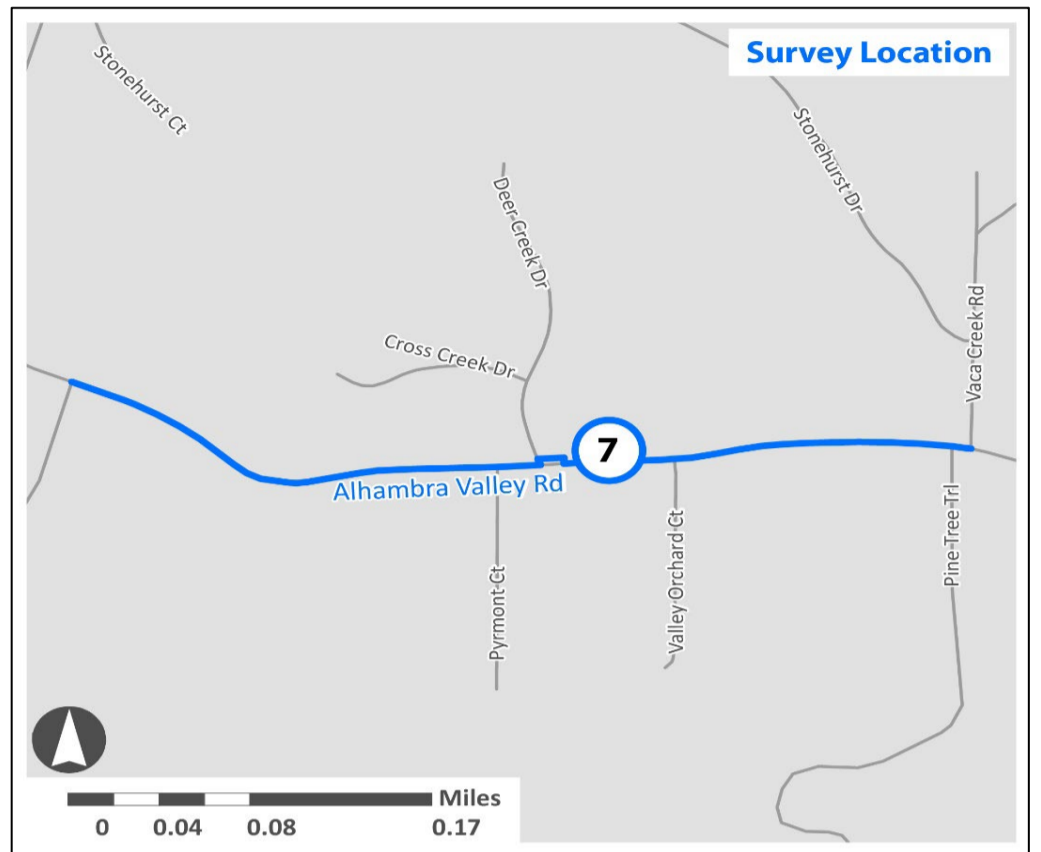 Survey Location
Stonehurst Ct
Stonehurst Dr
Deer Creek Dr
Cross Creek Dr
Vaca Creek Rd
7
Alhambra Valley Rd
Pyrmont Ct
Valley Orchard Ct
Pine Tree Trl
Miles
0 0.04 0.08 0.17